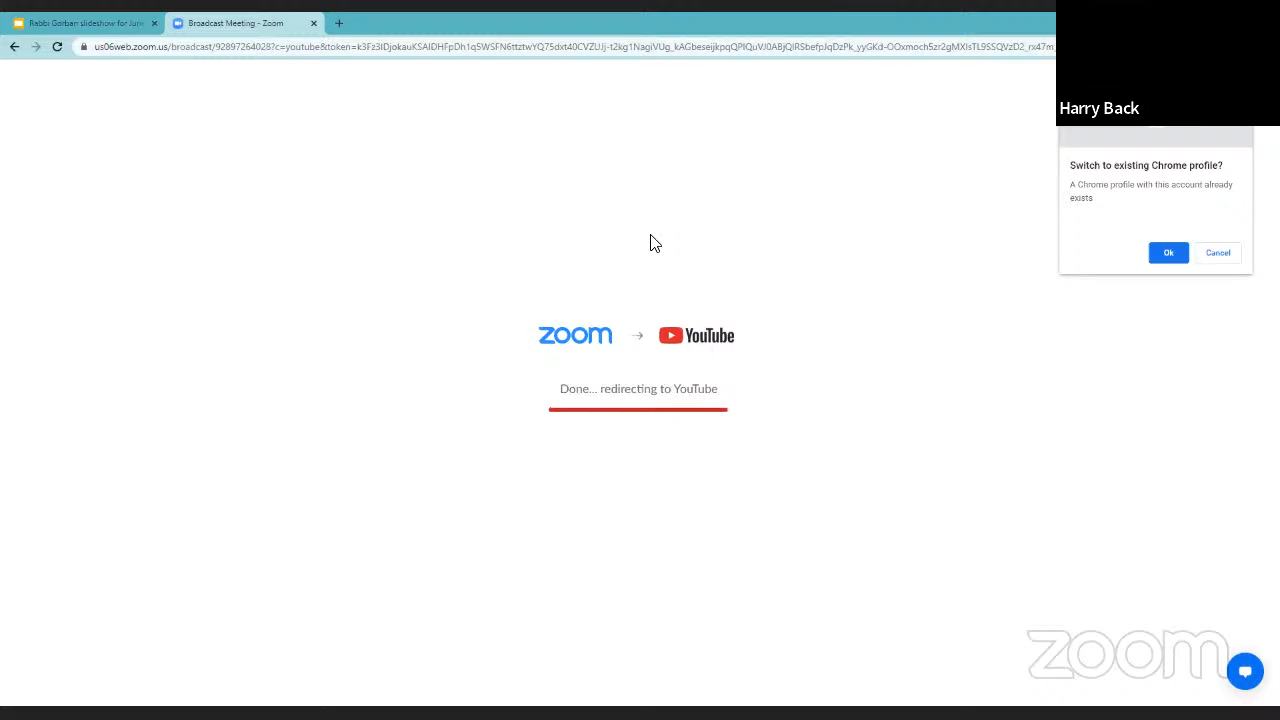 Rabbi Gorban slideshow for June
Broadcast Meeting - Zoom
Harry Back
Switch to existing Chrome profile?
A Chrome profile with this account already
exists
Ok
Cancel
zoom → YouTube
Done... redirecting to YouTube
zoom